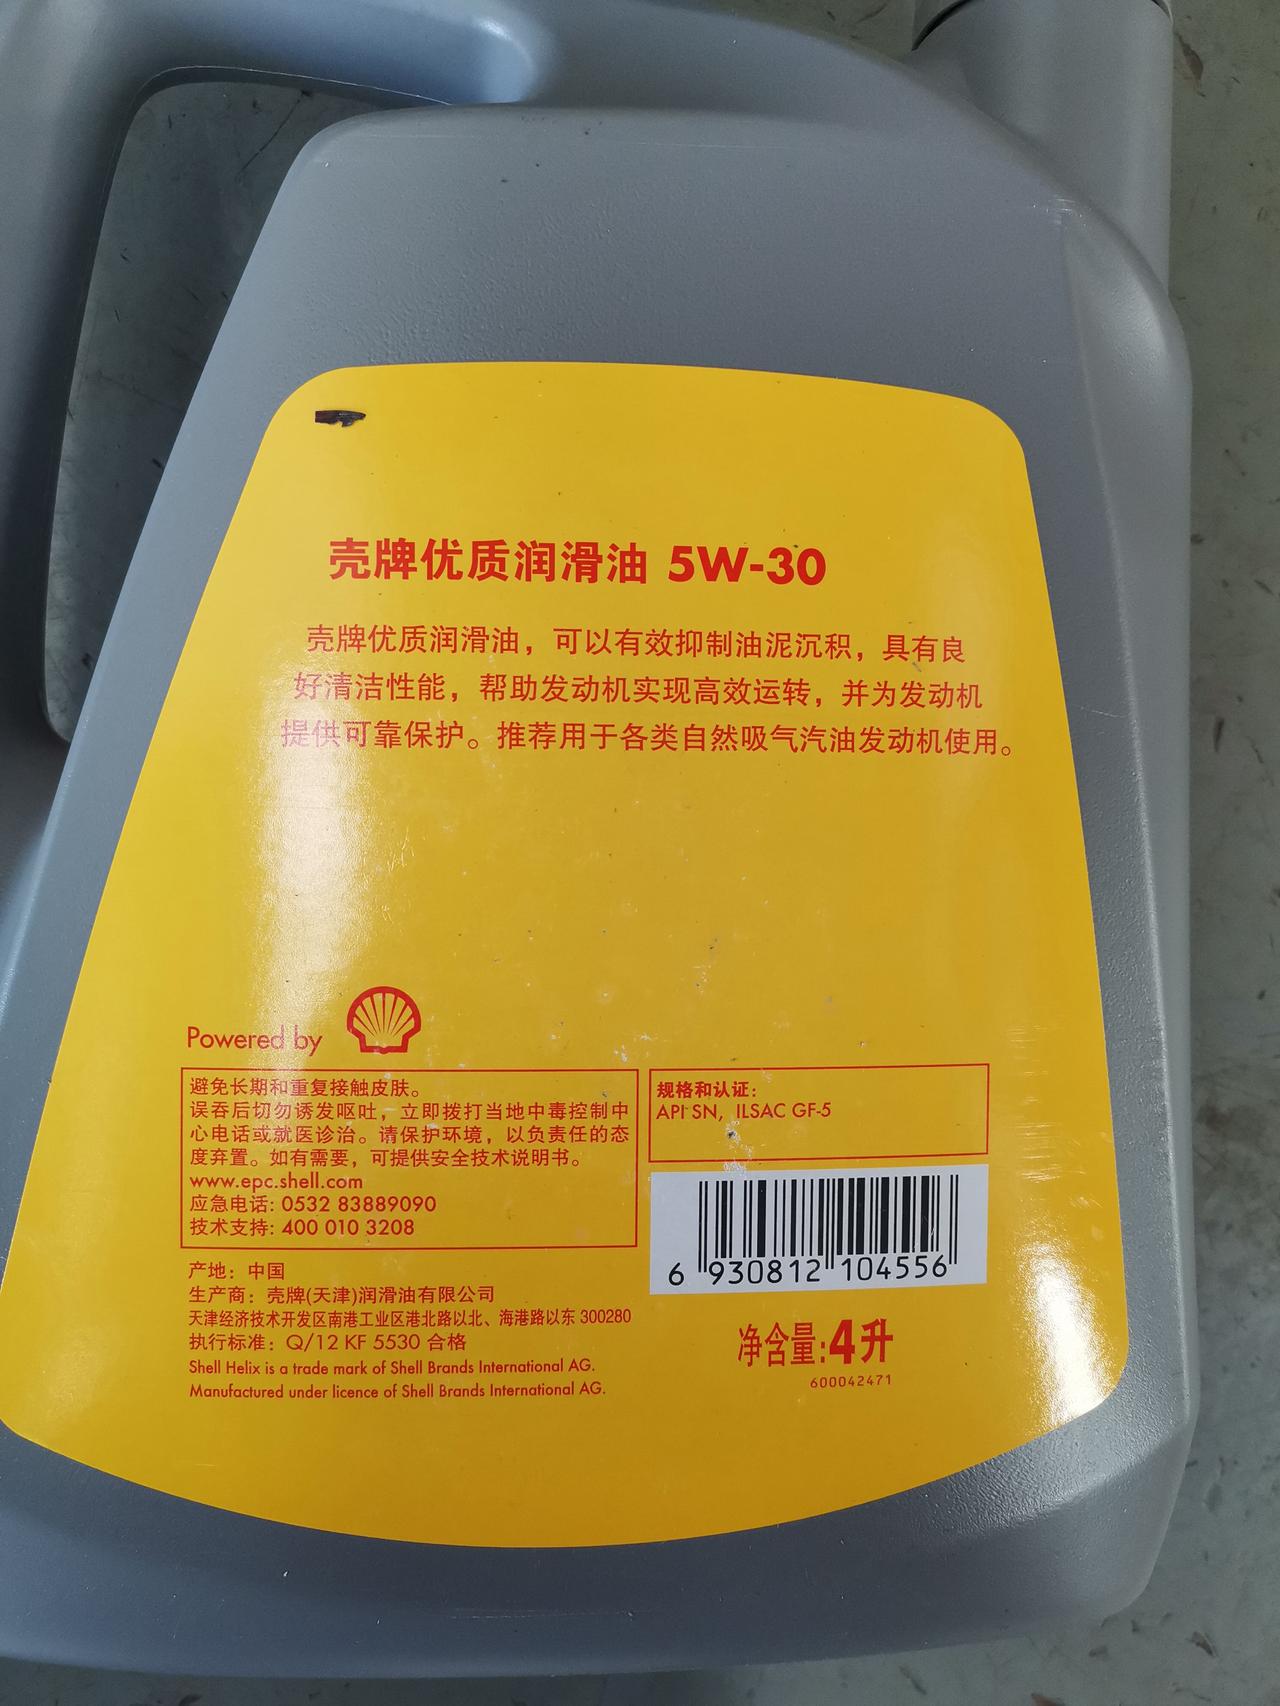 壳牌优质润滑油 5W-30
壳牌优质润滑油，可以有效抑制油泥沉积，具有良
好清洁性能，帮助发动机实现高效运转，并为发动机
提供可靠保护。推荐用于各类自然吸气汽油发动机使用。
Powered by
避免长期和重复接触皮肤。
误吞后切勿诱发呕吐，立即拨打当地中毒控制中
心电话或就医诊治。请保护环境，以负责任的态
度弃置。如有需要，可提供安全技术说明书。
www.epc.shell.com
应急电话: 0532 83889090
技术支持: 400 010 3208
规格和认证:
API SN, ILSAC GF-5
6 930812 104556
产地：中国
生产商：壳牌(天津)润滑油有限公司
天津经济技术开发区南港工业区港北路以北、海港路以东 300280
执行标准：Q/12 KF 5530 合格
Shell Helix is a trade mark of Shell Brands International AG.
Manufactured under licence of Shell Brands International AG.
净含量:4升
600042471